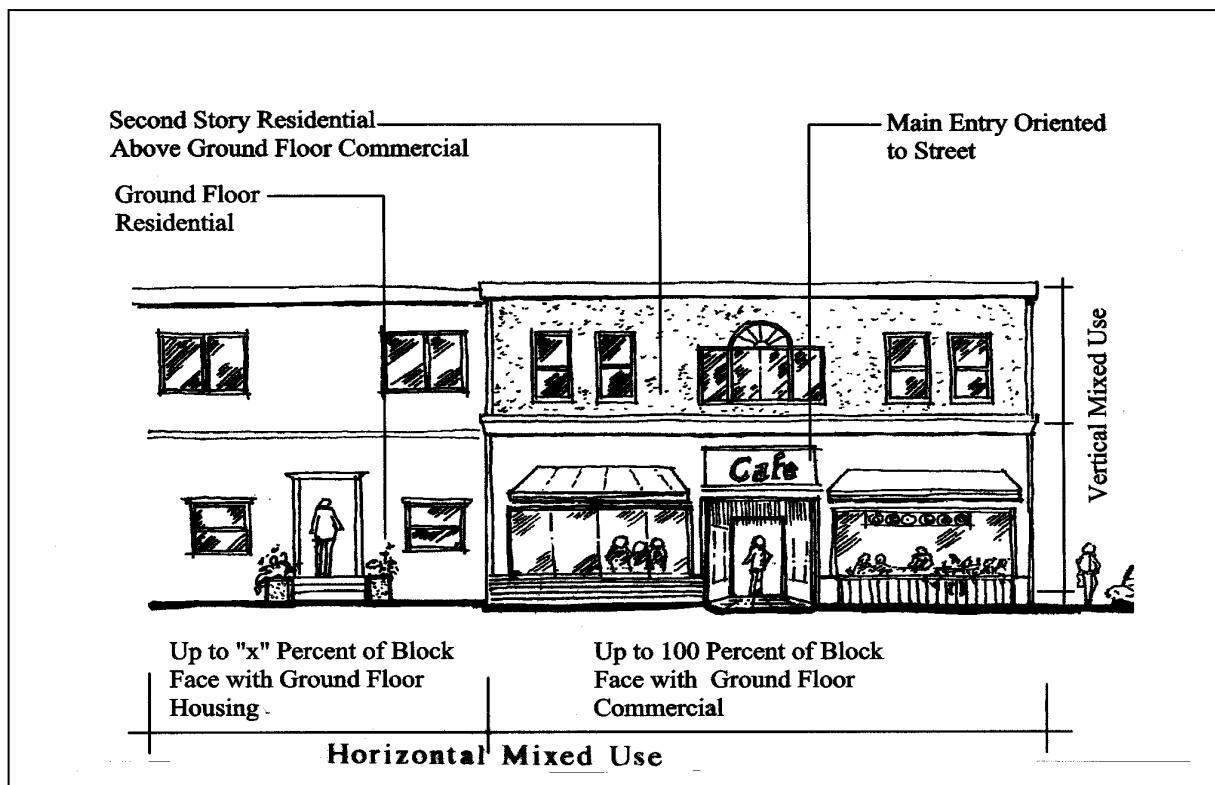 Second Story Residential
Above Ground Floor Commercial
Main Entry Oriented
to Street
Ground Floor
Residential
Cafe
Vertical Mixed Use
Up to "x" Percent of Block
Face with Ground Floor
Housing
Up to 100 Percent of Block
Face with Ground Floor
Commercial
Horizontal Mixed Use